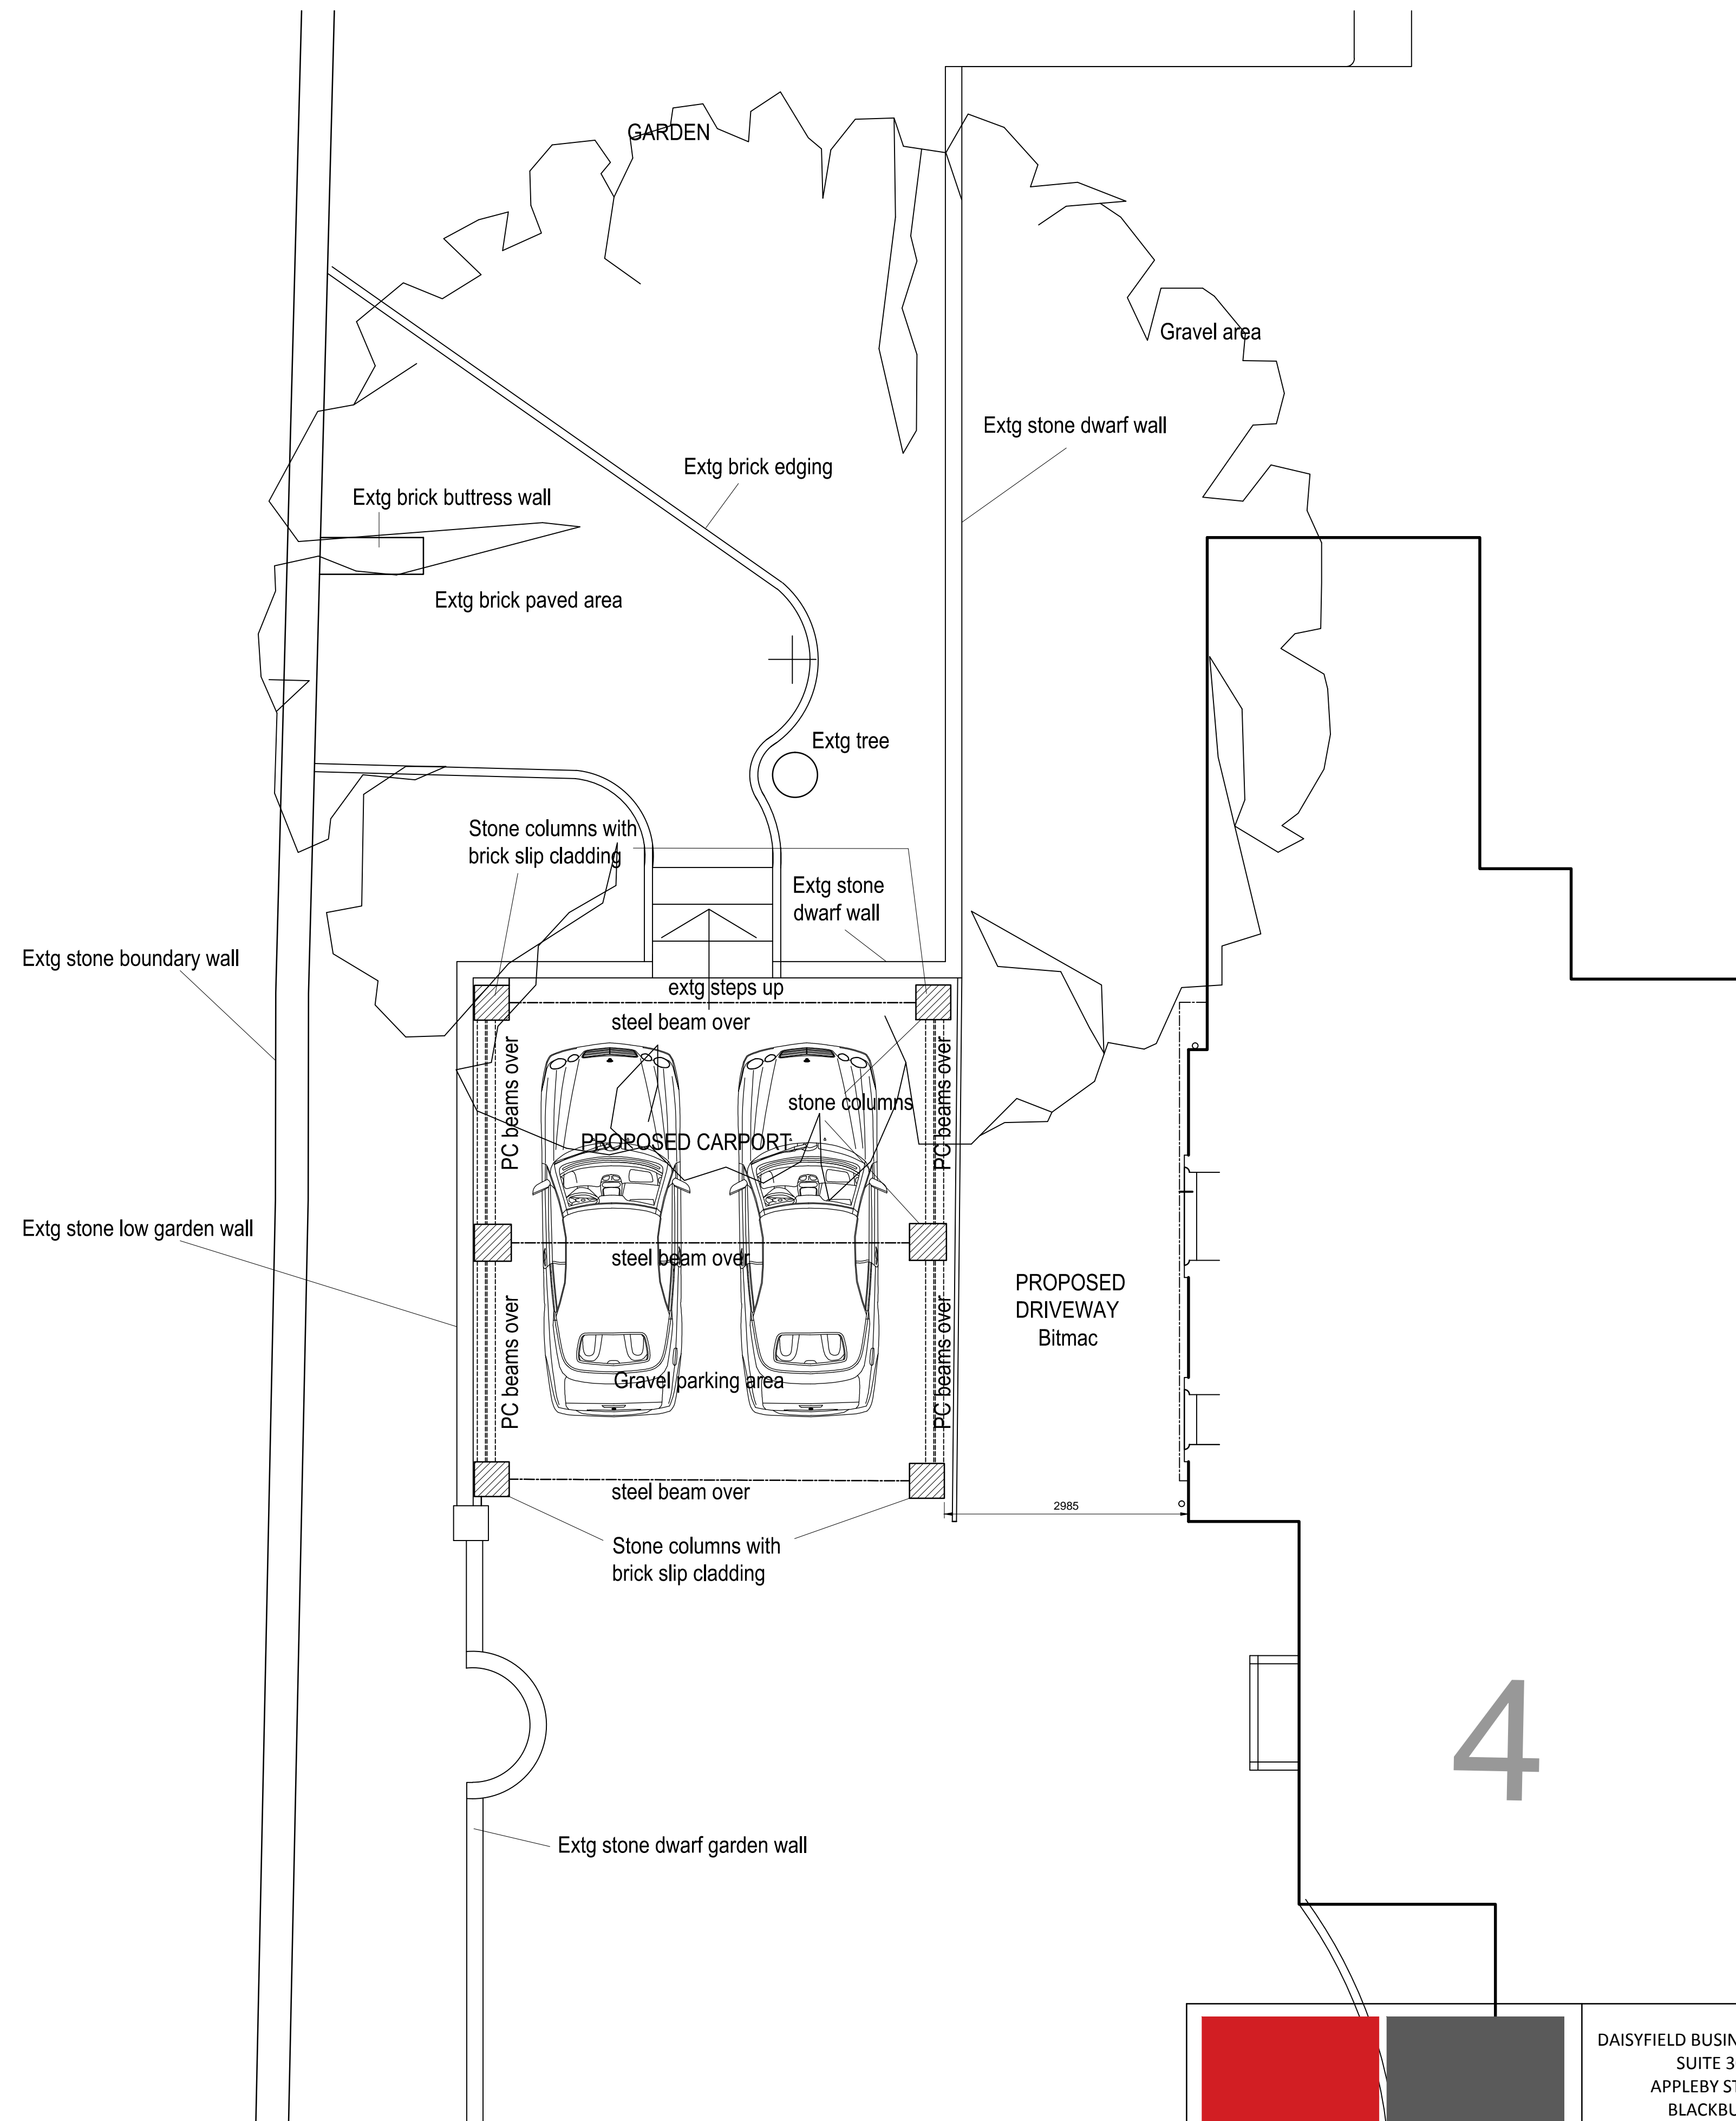 GARDEN
Gravel area
Extg stone dwarf wall
Extg brick edging
Extg brick buttress wall
Extg brick paved area
Extg tree
Stone columns with
brick slip cladding
Extg stone
dwarf wall
Extg stone boundary wall
extg steps up
steel beam over
PC beams over
PC beams over
stone columns
PROPOSED CARPORT
Extg stone low garden wall
steel beam over
PROPOSED
DRIVEWAY
Bitmac
PC beams over
PC beams over
Gravel parking area
steel beam over
2985
Stone columns with
brick slip cladding
4
Extg stone dwarf garden wall
DAISYFIELD
SUITE 3
APPLEBY